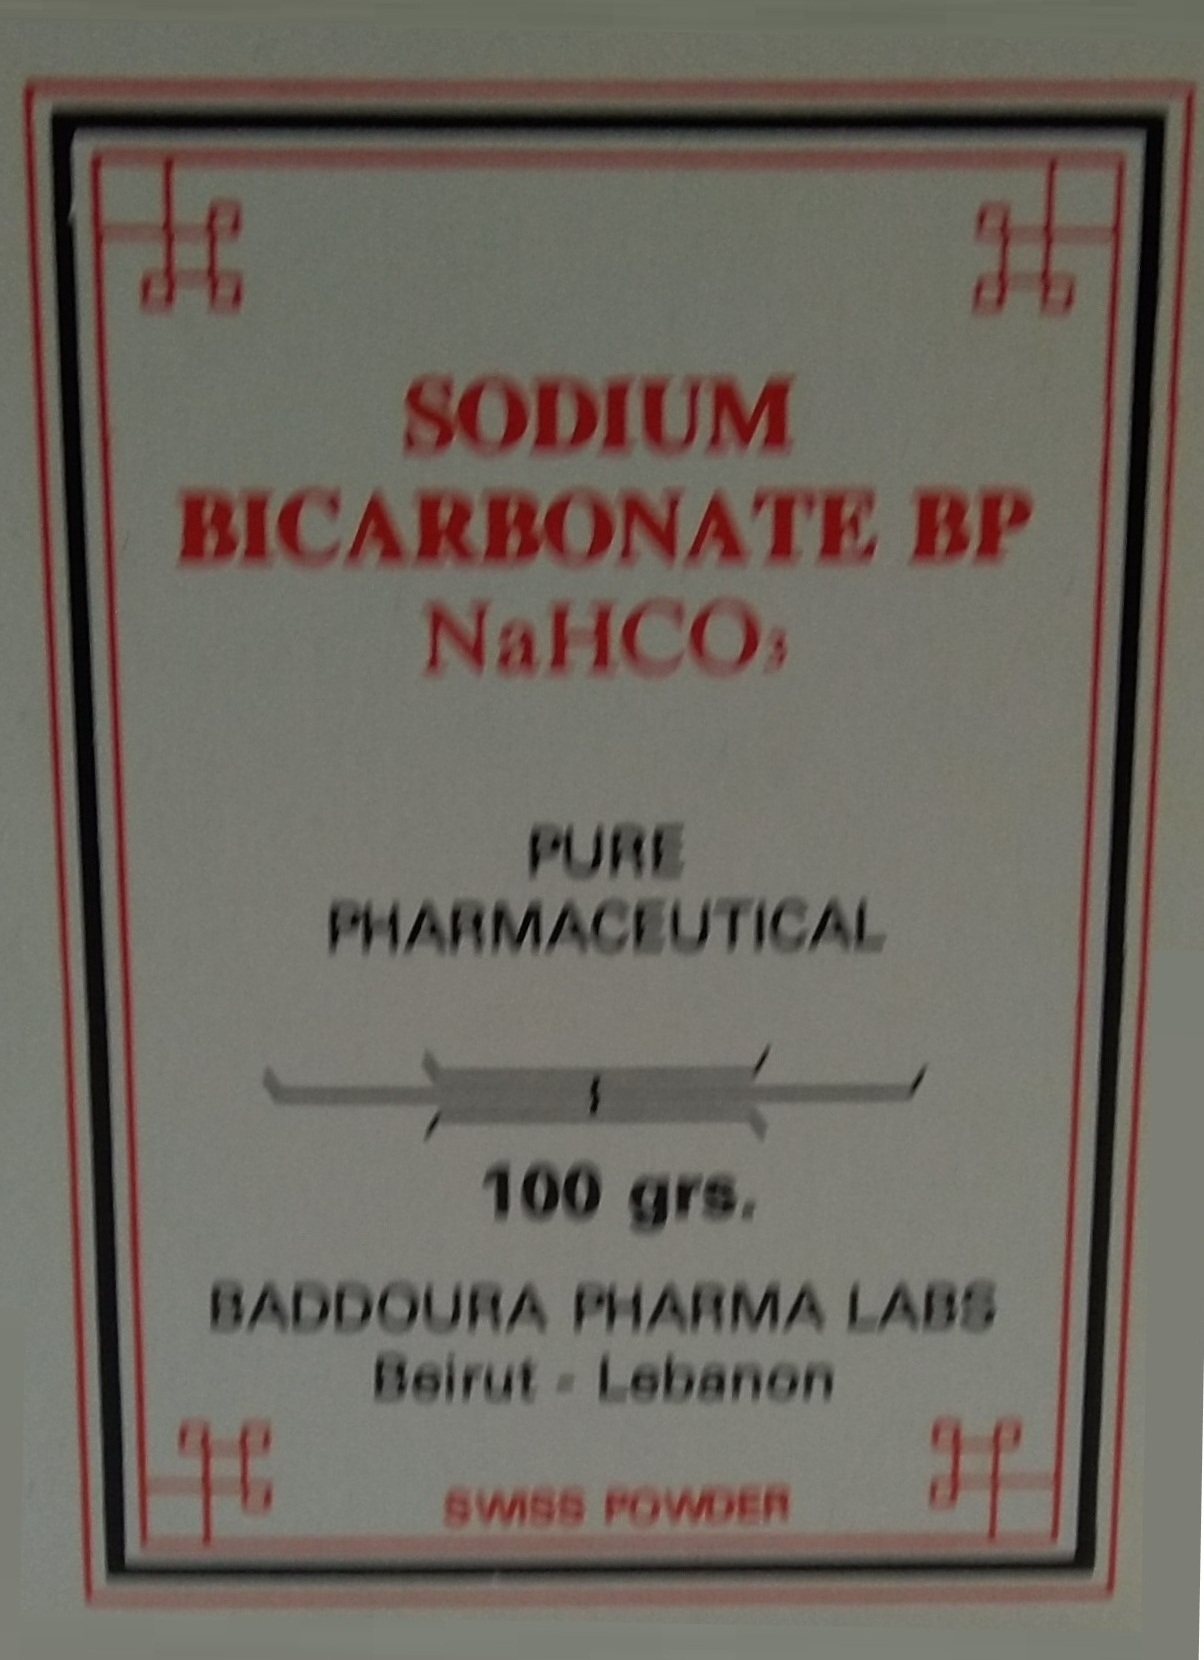 SODIUM
BICARBONATE BP
NaHCO₃
PURE
PHARMACEUTICAL
100 grs.
BADDOURA PHARMA LABS
Beirut - Lebanon
SWISS POWDER